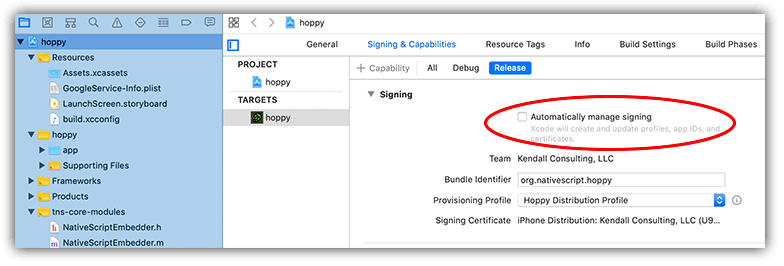 hoppy
hoppy
Resources
Assets.xcassets
GoogleService-Info.plist
LaunchScreen.storyboard
build.xcconfig
hoppy
app
Supporting Files
Frameworks
Products
tns-core-modules
NativeScriptEmbedder.h
NativeScriptEmbedder.m
General Signing & Capabilities Resource Tags Info Build Settings Build Phases
PROJECT
hoppy
TARGETS
hoppy
+ Capability All Debug Release
Signing
Automatically manage signing
Xcode will create and update profiles, app IDs, and
certificates.
Team Kendall Consulting, LLC
Bundle Identifier org.nativescript.hoppy
Provisioning Profile Hoppy Distribution Profile
Signing Certificate iPhone Distribution: Kendall Consulting, LLC (U9...